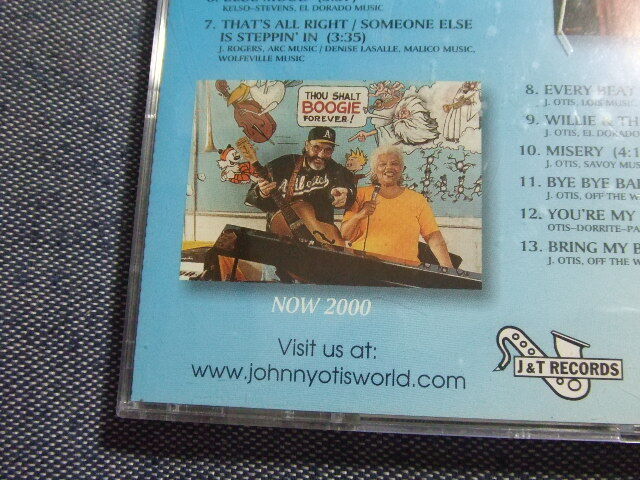 KELSO-STEVENS, EL DORADO MUSIC
7. THAT'S ALL RIGHT / SOMEONE ELSE
IS STEPPIN' IN (3:35)
J. ROGERS, ARC MUSIC / DENISE LASALLE, MALICO MUSIC,
WOLFEVILLE MUSIC
THOU SHALT
BOOGIE
FOREVER!
A
Athletics
NOW 2000
Visit us at:
www.johnnyotisworld.com
8. EVERY BEAT
J. OTIS, LOIS MUSIC
9. WILLIE & TH
J. OTIS, EL DORADO
10. MISERY (4:1
J. OTIS, SAVOY MUS
11. BYE BYE BA
J. OTIS, OFF THE W
12. YOU'RE MY
OTIS–DORRITE–PA
13. BRING MY B
J. OTIS, OFF THE W
J & T RECORDS